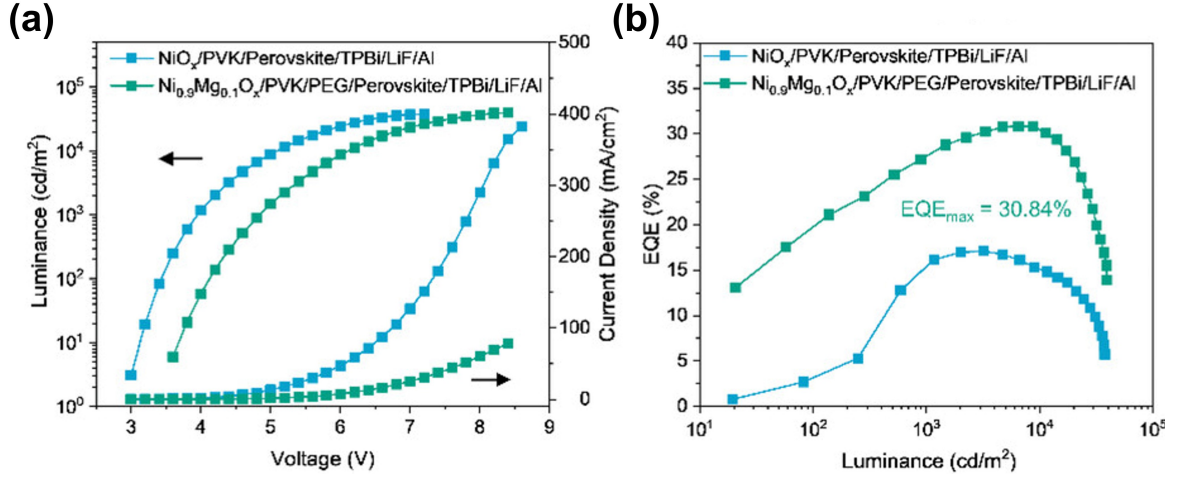 (a)
NiOₓ/PVK/Perovskite/TPBi/LiF/Al
Ni₀.₉Mg₀.₁Oₓ/PVK/PEG/Perovskite/TPBi/LiF/Al
Luminance (cd/m²)
10⁵
10⁴
10³
10²
10¹
10⁰
500
400
300
200
100
0
Current Density (mA/cm²)
3 4 5 6 7 8 9
Voltage (V)
(b)
NiOₓ/PVK/Perovskite/TPBi/LiF/Al
Ni₀.₉Mg₀.₁Oₓ/PVK/PEG/Perovskite/TPBi/LiF/Al
EQE (%)
40
35
30
25
20
15
10
5
0
EQEmax = 30.84%
10¹ 10² 10³ 10⁴ 10⁵
Luminance (cd/m²)